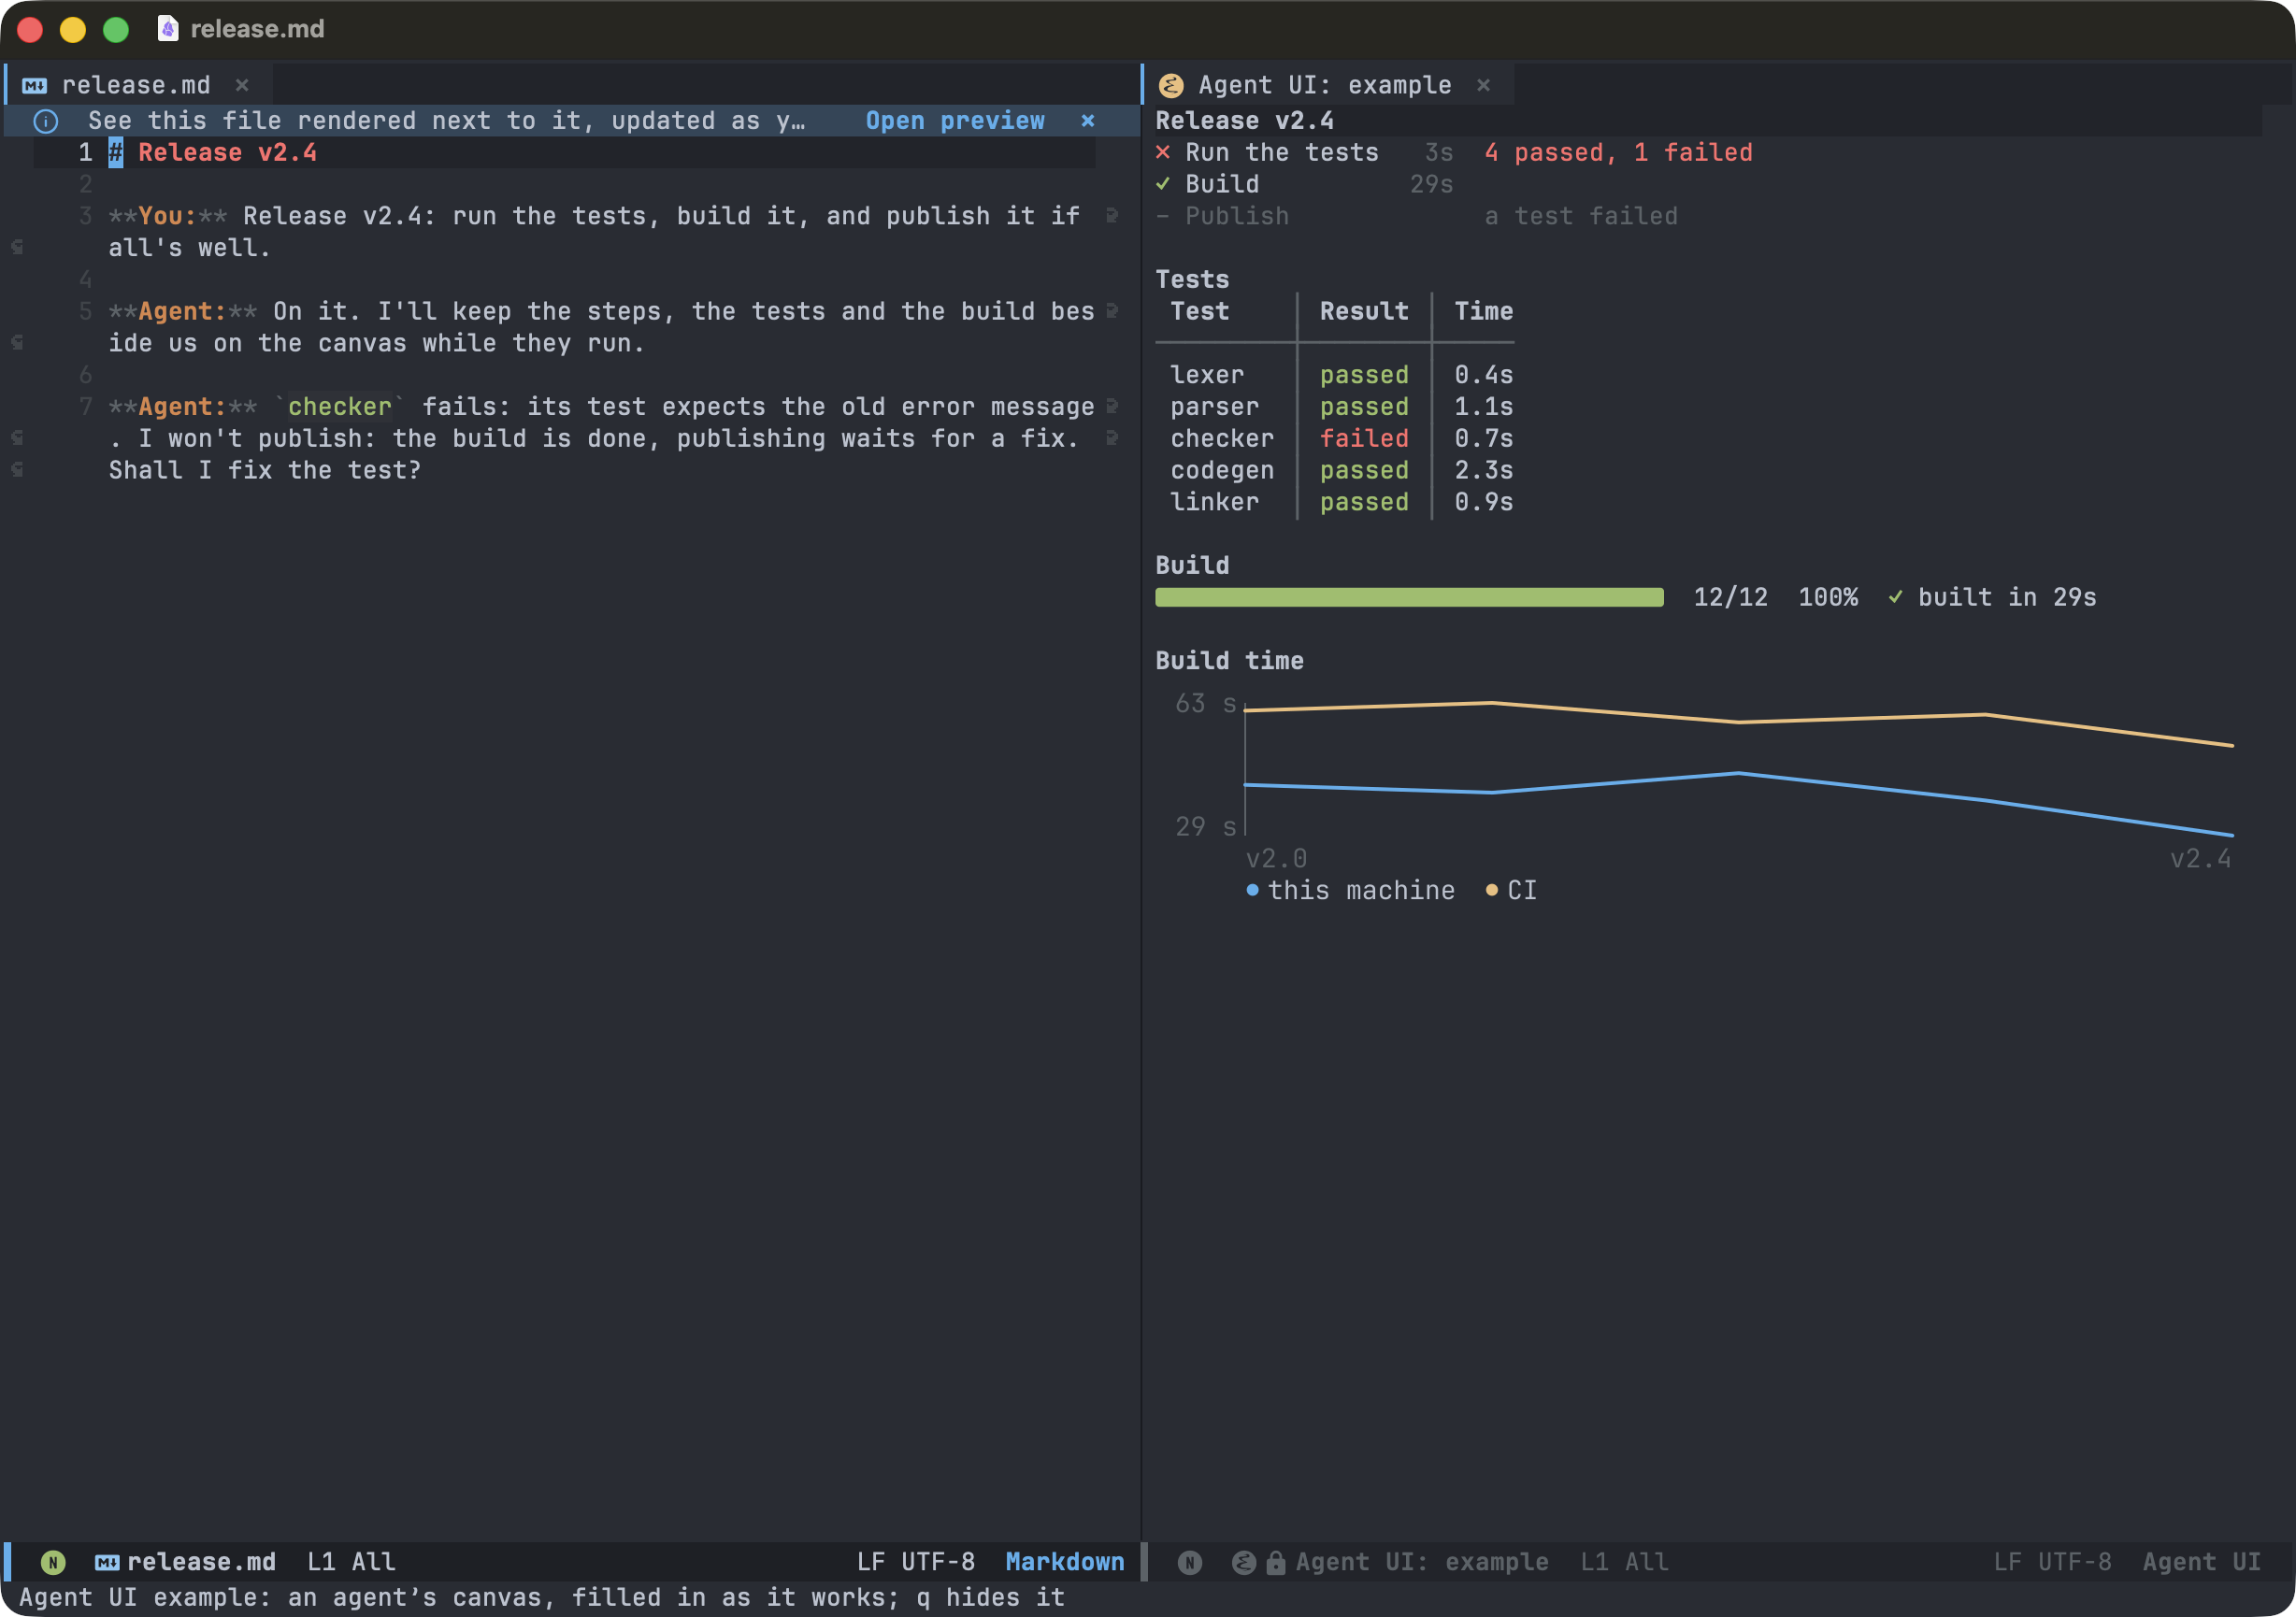 release.md
release.md ×
See this file rendered next to it, updated as y… Open preview ×
1 # Release v2.4
2
3 **You:** Release v2.4: run the tests, build it, and publish it if
all's well.
4
5 **Agent:** On it. I'll keep the steps, the tests and the build bes
ide us on the canvas while they run.
6
7 **Agent:** `checker` fails: its test expects the old error message
. I won't publish: the build is done, publishing waits for a fix.
Shall I fix the test?
N release.md L1 All LF UTF-8 Markdown
Agent UI: example ×
Release v2.4
× Run the tests 3s 4 passed, 1 failed
✓ Build 29s
– Publish a test failed
Tests
Test Result Time
lexer passed 0.4s
parser passed 1.1s
checker failed 0.7s
codegen passed 2.3s
linker passed 0.9s
Build
12/12 100% ✓ built in 29s
Build time
63 s
29 s
v2.0 v2.4
this machine CI
N Agent UI: example L1 All LF UTF-8 Agent UI
Agent UI example: an agent’s canvas, filled in as it works; q hides it